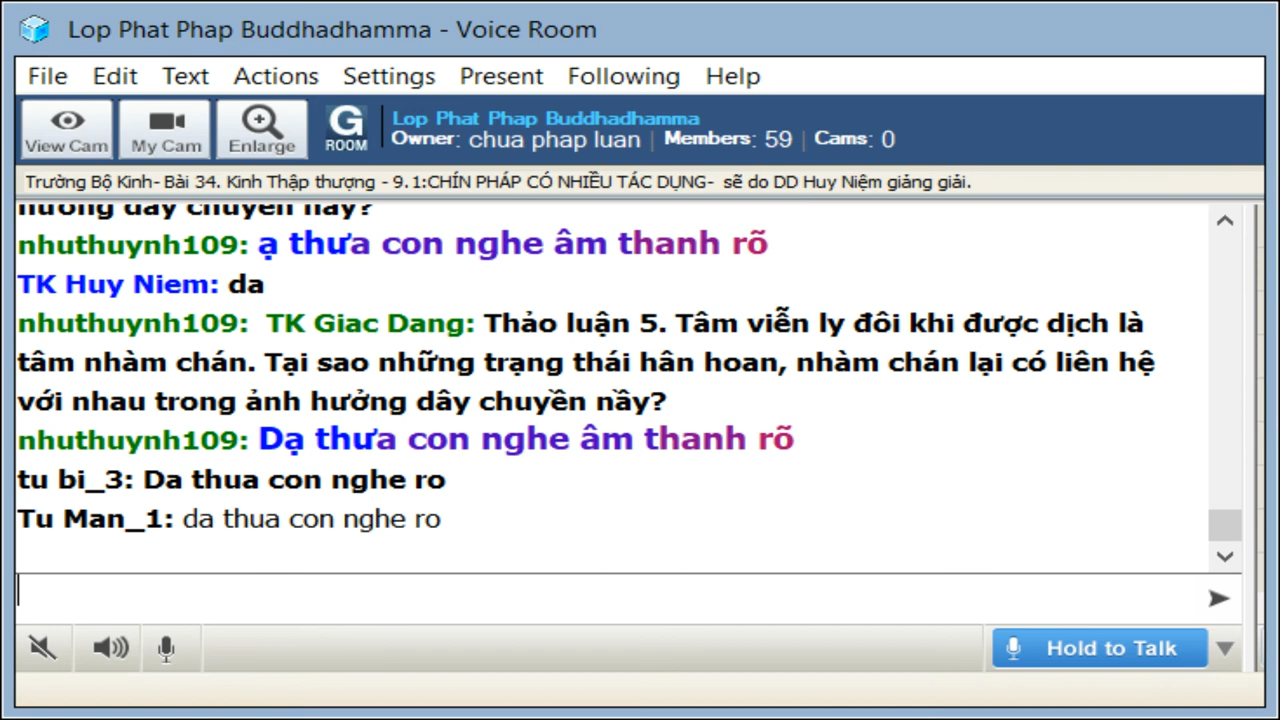 Lop Phat Phap Buddhadhamma - Voice Room
File Edit Text Actions Settings Present Following Help
View Cam My Cam Enlarge G ROOM
Lop Phat Phap Buddhadhamma
Owner: chua phap luan | Members: 59 | Cams: 0
Trường Bộ Kinh- Bài 34. Kinh Thập thượng - 9.1:CHÍN PHÁP CÓ NHIỀU TÁC DỤNG- sẽ do DD Huy Niệm giảng giải.
hưởng dây chuyền nầy?
nhuthuynh109: ạ thưa con nghe âm thanh rõ
TK Huy Niem: da
nhuthuynh109: TK Giac Dang: Thảo luận 5. Tâm viễn ly đôi khi được dịch là
tâm nhàm chán. Tại sao những trạng thái hân hoan, nhàm chán lại có liên hệ
với nhau trong ảnh hưởng dây chuyền nầy?
nhuthuynh109: Dạ thưa con nghe âm thanh rõ
tu bi_3: Da thua con nghe ro
Tu Man_1: da thua con nghe ro
Hold to Talk